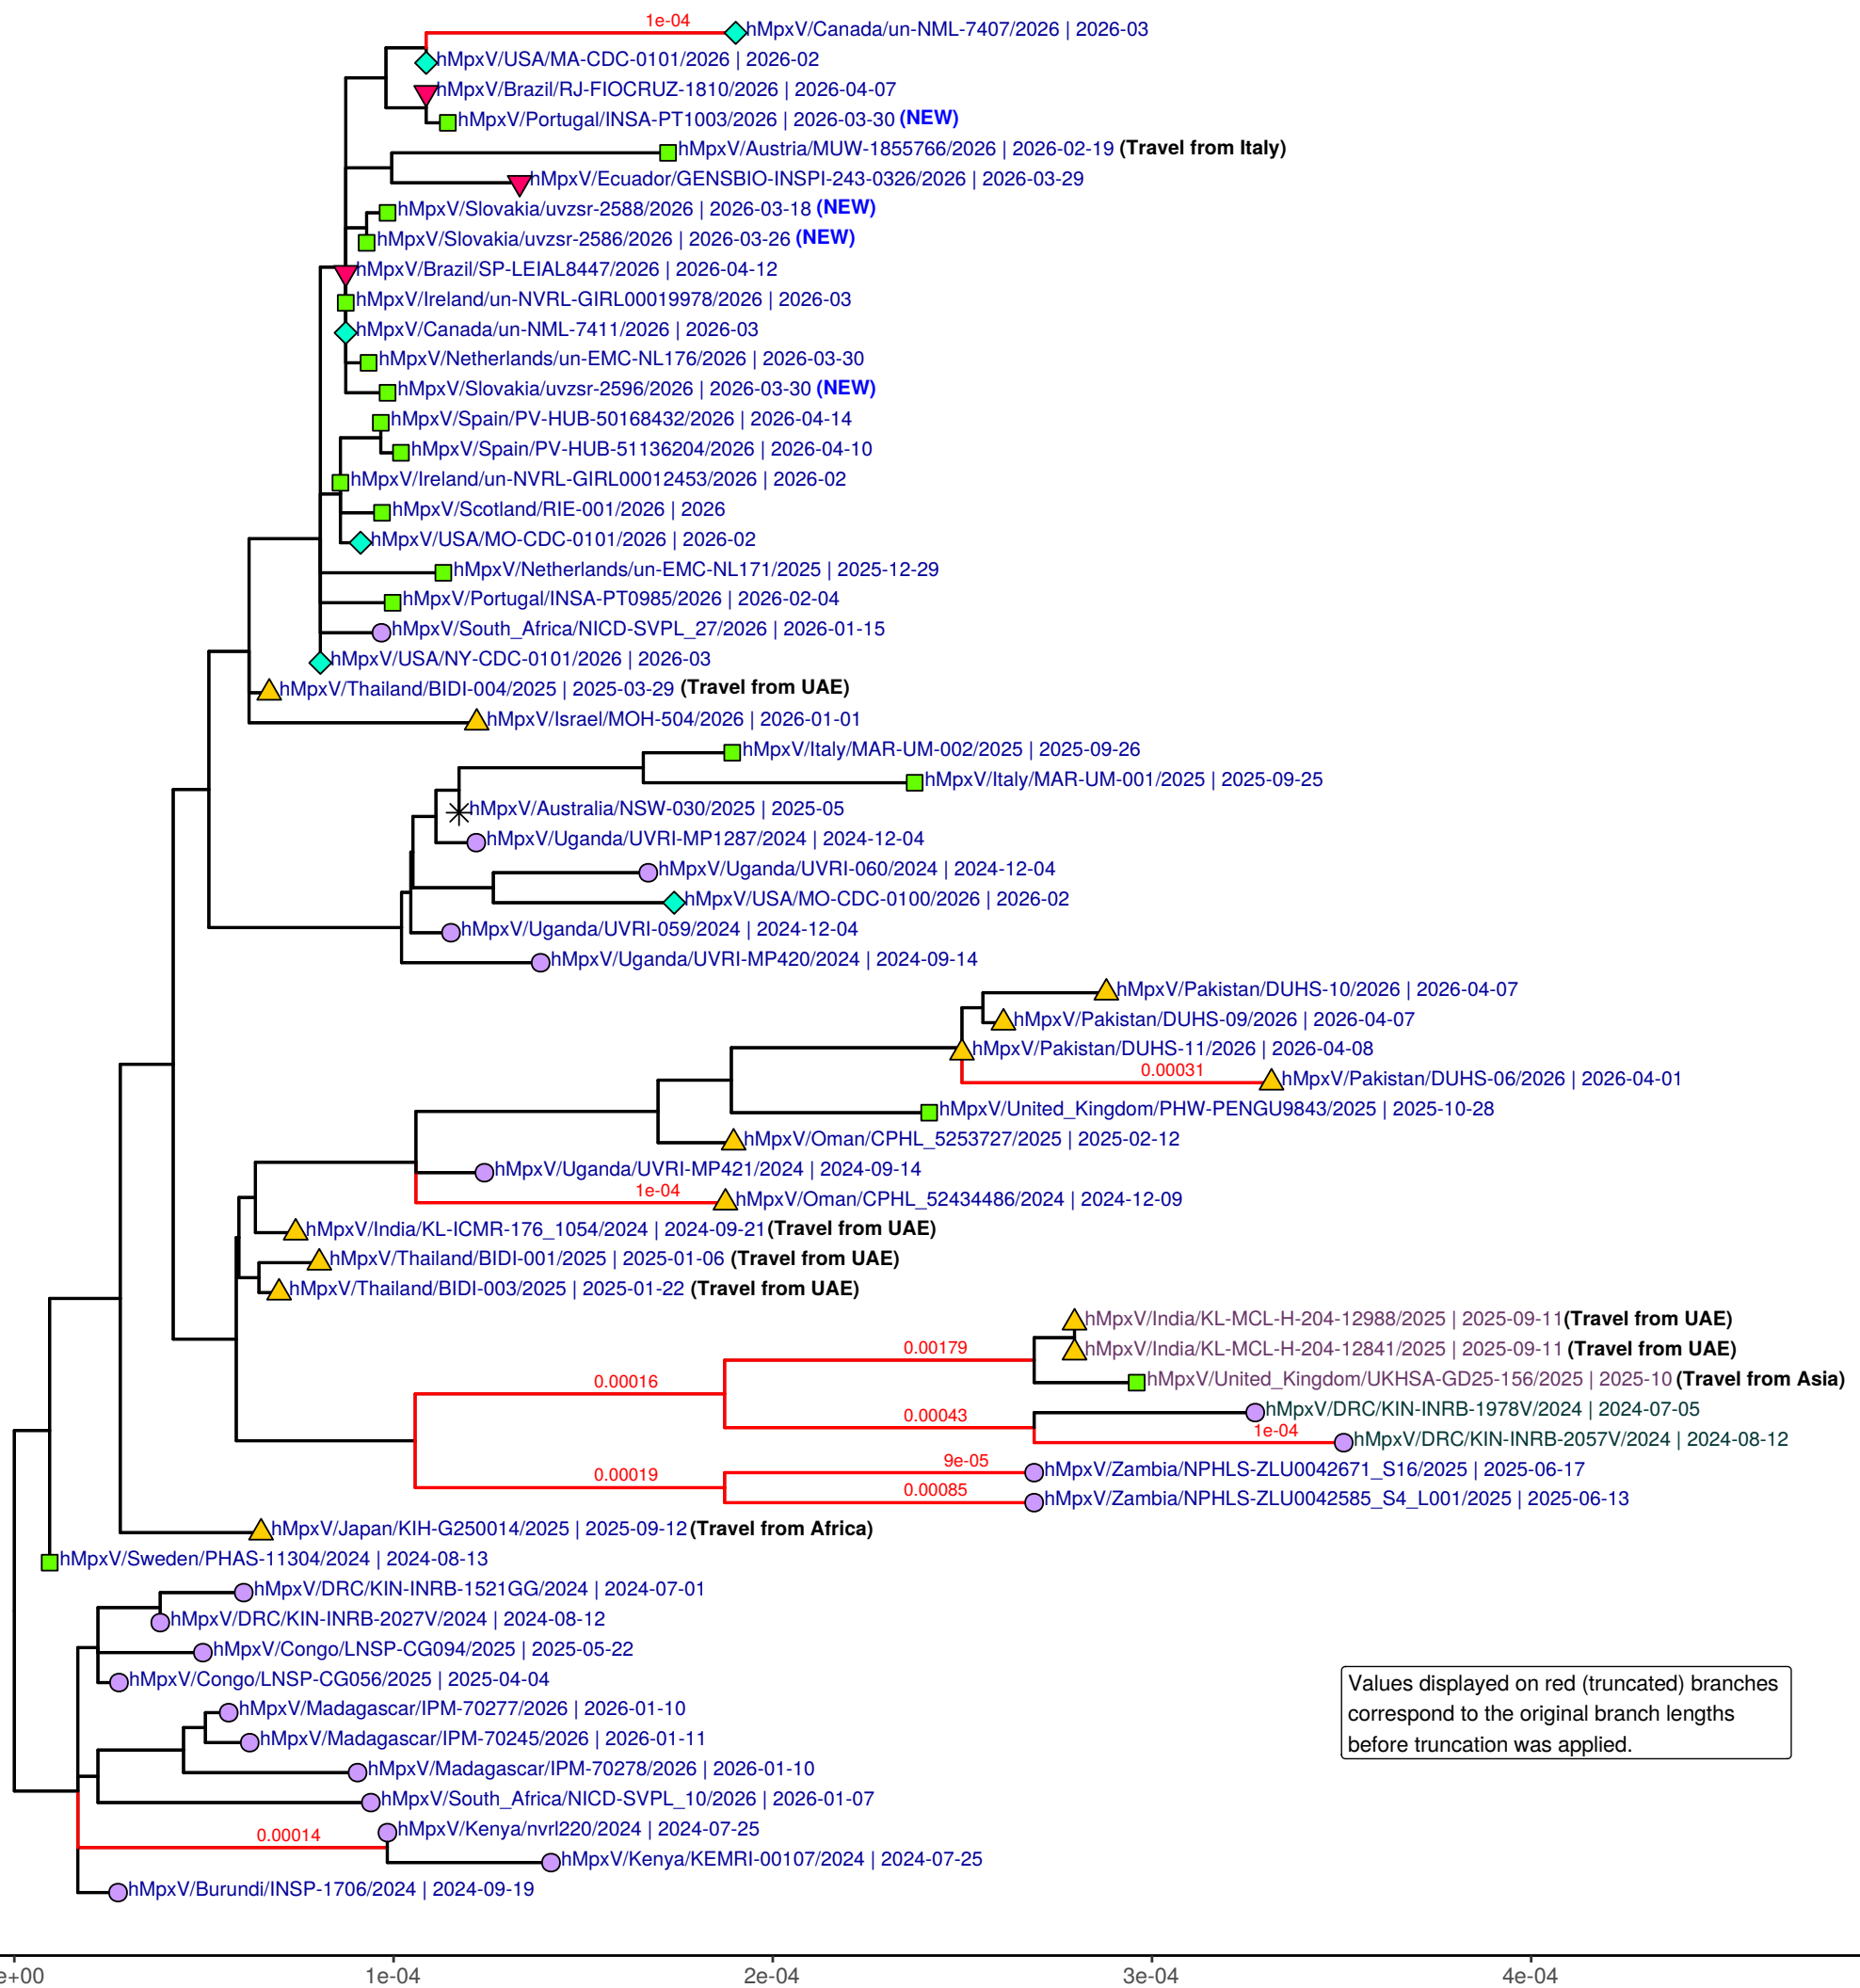 1e-04
hMpxV/Canada/un-NML-7407/2026 | 2026-03
hMpxV/USA/MA-CDC-0101/2026 | 2026-02
hMpxV/Brazil/RJ-FIOCRUZ-1810/2026 | 2026-04-07
hMpxV/Portugal/INSA-PT1003/2026 | 2026-03-30 (NEW)
hMpxV/Austria/MUW-1855766/2026 | 2026-02-19 (Travel from Italy)
hMpxV/Ecuador/GENSBIO-INSPI-243-0326/2026 | 2026-03-29
hMpxV/Slovakia/uvzsr-2588/2026 | 2026-03-18 (NEW)
hMpxV/Slovakia/uvzsr-2586/2026 | 2026-03-26 (NEW)
hMpxV/Brazil/SP-LEIAL8447/2026 | 2026-04-12
hMpxV/Ireland/un-NVRL-GIRL00019978/2026 | 2026-03
hMpxV/Canada/un-NML-7411/2026 | 2026-03
hMpxV/Netherlands/un-EMC-NL176/2026 | 2026-03-30
hMpxV/Slovakia/uvzsr-2596/2026 | 2026-03-30 (NEW)
hMpxV/Spain/PV-HUB-50168432/2026 | 2026-04-14
hMpxV/Spain/PV-HUB-51136204/2026 | 2026-04-10
hMpxV/Ireland/un-NVRL-GIRL00012453/2026 | 2026-02
hMpxV/Scotland/RIE-001/2026 | 2026
hMpxV/USA/MO-CDC-0101/2026 | 2026-02
hMpxV/Netherlands/un-EMC-NL171/2025 | 2025-12-29
hMpxV/Portugal/INSA-PT0985/2026 | 2026-02-04
hMpxV/South_Africa/NICD-SVPL_27/2026 | 2026-01-15
hMpxV/USA/NY-CDC-0101/2026 | 2026-03
hMpxV/Thailand/BIDI-004/2025 | 2025-03-29 (Travel from UAE)
hMpxV/Israel/MOH-504/2026 | 2026-01-01
hMpxV/Italy/MAR-UM-002/2025 | 2025-09-26
hMpxV/Italy/MAR-UM-001/2025 | 2025-09-25
hMpxV/Australia/NSW-030/2025 | 2025-05
hMpxV/Uganda/UVRI-MP1287/2024 | 2024-12-04
hMpxV/Uganda/UVRI-060/2024 | 2024-12-04
hMpxV/USA/MO-CDC-0100/2026 | 2026-02
hMpxV/Uganda/UVRI-059/2024 | 2024-12-04
hMpxV/Uganda/UVRI-MP420/2024 | 2024-09-14
hMpxV/Pakistan/DUHS-10/2026 | 2026-04-07
hMpxV/Pakistan/DUHS-09/2026 | 2026-04-07
hMpxV/Pakistan/DUHS-11/2026 | 2026-04-08
0.00031
hMpxV/Pakistan/DUHS-06/2026 | 2026-04-01
hMpxV/United_Kingdom/PHW-PENGU9843/2025 | 2025-10-28
hMpxV/Oman/CPHL_5253727/2025 | 2025-02-12
hMpxV/Uganda/UVRI-MP421/2024 | 2024-09-14
1e-04
hMpxV/Oman/CPHL_52434486/2024 | 2024-12-09
hMpxV/India/KL-ICMR-176_1054/2024 | 2024-09-21(Travel from UAE)
hMpxV/Thailand/BIDI-001/2025 | 2025-01-06 (Travel from UAE)
hMpxV/Thailand/BIDI-003/2025 | 2025-01-22 (Travel from UAE)
hMpxV/India/KL-MCL-H-204-12988/2025 | 2025-09-11(Travel from UAE)
0.00179
hMpxV/India/KL-MCL-H-204-12841/2025 | 2025-09-11 (Travel from UAE)
0.00016
hMpxV/United_Kingdom/UKHSA-GD25-156/2025 | 2025-10 (Travel from Asia)
0.00043
hMpxV/DRC/KIN-INRB-1978V/2024 | 2024-07-05
1e-04
hMpxV/DRC/KIN-INRB-2057V/2024 | 2024-08-12
0.00019
9e-05
hMpxV/Zambia/NPHLS-ZLU0042671_S16/2025 | 2025-06-17
0.00085
hMpxV/Zambia/NPHLS-ZLU0042585_S4_L001/2025 | 2025-06-13
hMpxV/Japan/KIH-G250014/2025 | 2025-09-12(Travel from Africa)
hMpxV/Sweden/PHAS-11304/2024 | 2024-08-13
hMpxV/DRC/KIN-INRB-1521GG/2024 | 2024-07-01
hMpxV/DRC/KIN-INRB-2027V/2024 | 2024-08-12
hMpxV/Congo/LNSP-CG094/2025 | 2025-05-22
hMpxV/Congo/LNSP-CG056/2025 | 2025-04-04
hMpxV/Madagascar/IPM-70277/2026 | 2026-01-10
hMpxV/Madagascar/IPM-70245/2026 | 2026-01-11
hMpxV/Madagascar/IPM-70278/2026 | 2026-01-10
hMpxV/South_Africa/NICD-SVPL_10/2026 | 2026-01-07
0.00014
hMpxV/Kenya/nvrl220/2024 | 2024-07-25
hMpxV/Kenya/KEMRI-00107/2024 | 2024-07-25
hMpxV/Burundi/INSP-1706/2024 | 2024-09-19
Values displayed on red (truncated) branches
correspond to the original branch lengths
before truncation was applied.
e+00 1e-04 2e-04 3e-04 4e-04